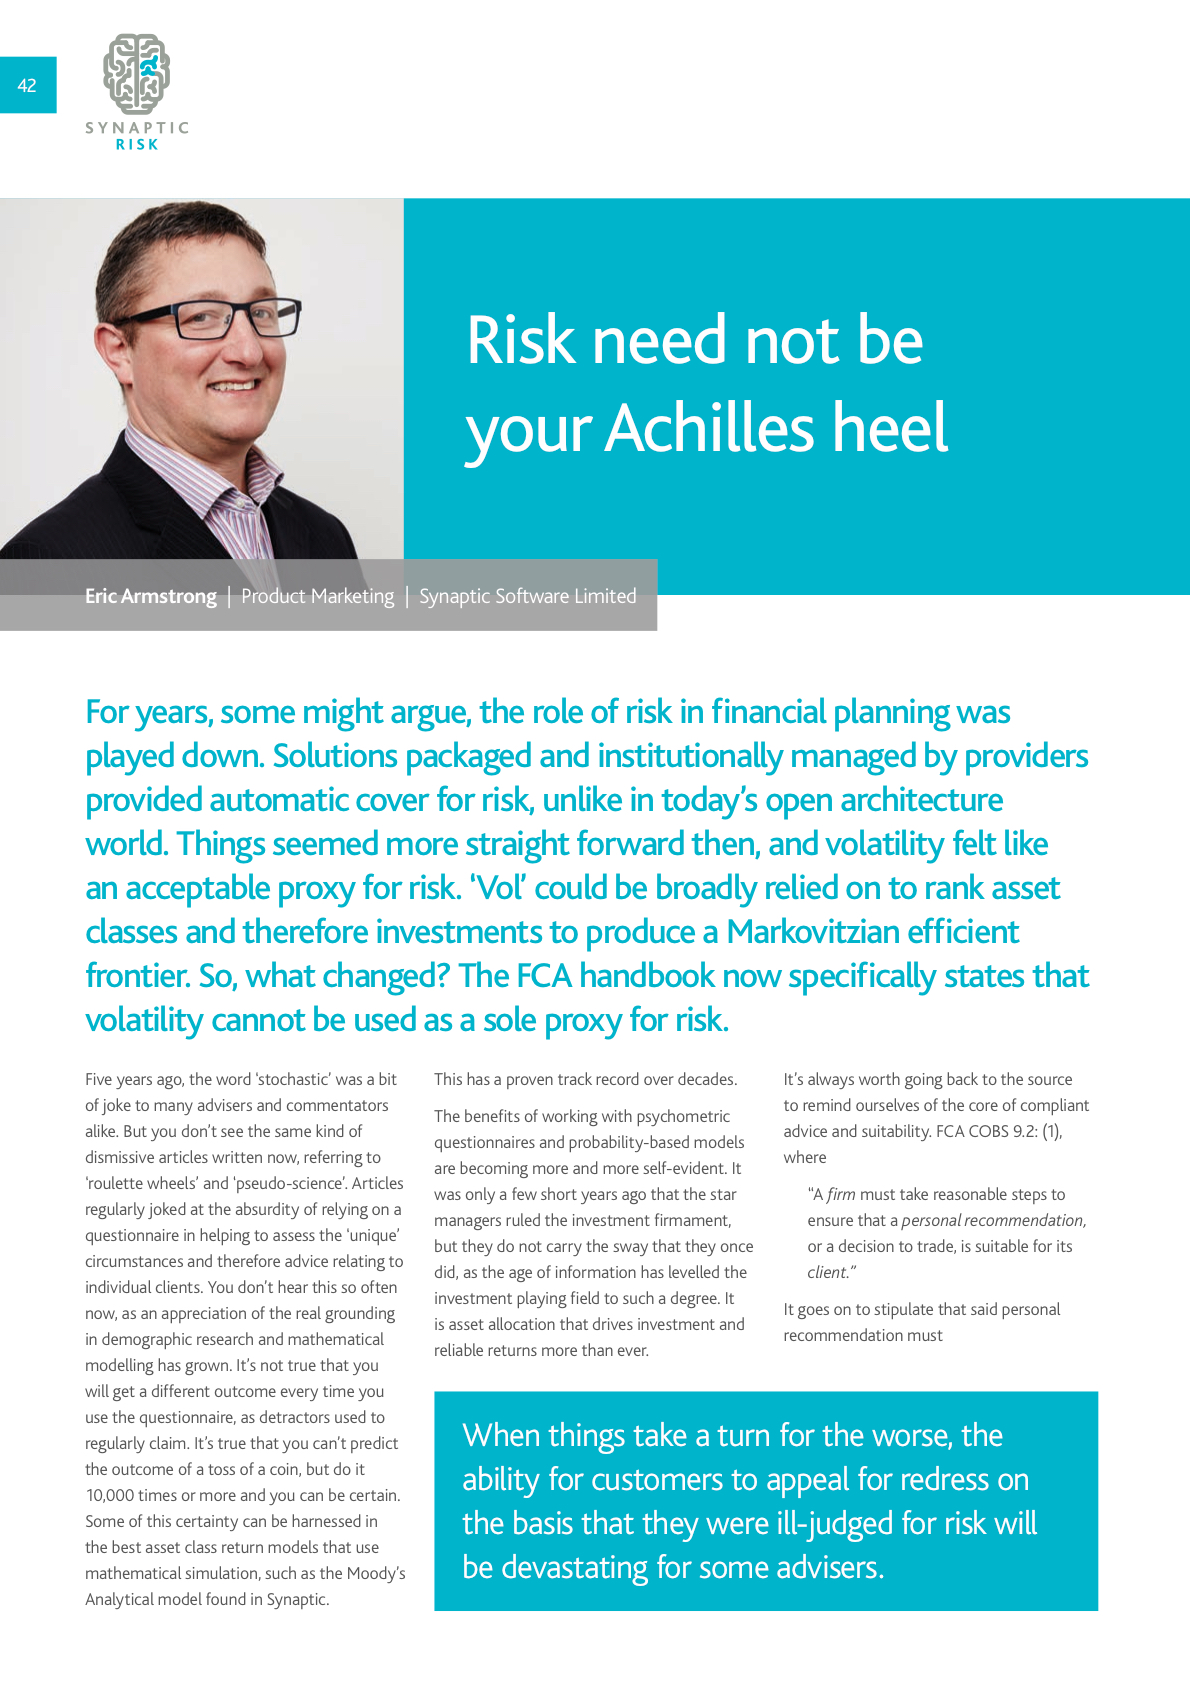 42
SYNAPTIC
RISK
Risk need not be
your Achilles heel
Eric Armstrong | Product Marketing | Synaptic Software Limited
For years, some might argue, the role of risk in financial planning was
played down. Solutions packaged and institutionally managed by providers
provided automatic cover for risk, unlike in today’s open architecture
world. Things seemed more straight forward then, and volatility felt like
an acceptable proxy for risk. ‘Vol’ could be broadly relied on to rank asset
classes and therefore investments to produce a Markovitzian efficient
frontier. So, what changed? The FCA handbook now specifically states that
volatility cannot be used as a sole proxy for risk.
Five years ago, the word ‘stochastic’ was a bit
of joke to many advisers and commentators
alike. But you don’t see the same kind of
dismissive articles written now, referring to
‘roulette wheels’ and ‘pseudo-science’. Articles
regularly joked at the absurdity of relying on a
questionnaire in helping to assess the ‘unique’
circumstances and therefore advice relating to
individual clients. You don’t hear this so often
now, as an appreciation of the real grounding
in demographic research and mathematical
modelling has grown. It’s not true that you
will get a different outcome every time you
use the questionnaire, as detractors used to
regularly claim. It’s true that you can’t predict
the outcome of a toss of a coin, but do it
10,000 times or more and you can be certain.
Some of this certainty can be harnessed in
the best asset class return models that use
mathematical simulation, such as the Moody’s
Analytical model found in Synaptic.
This has a proven track record over decades.
The benefits of working with psychometric
questionnaires and probability-based models
are becoming more and more self-evident. It
was only a few short years ago that the star
managers ruled the investment firmament,
but they do not carry the sway that they once
did, as the age of information has levelled the
investment playing field to such a degree. It
is asset allocation that drives investment and
reliable returns more than ever.
It’s always worth going back to the source
to remind ourselves of the core of compliant
advice and suitability. FCA COBS 9.2: (1),
where
“A firm must take reasonable steps to
ensure that a personal recommendation,
or a decision to trade, is suitable for its
client.”
It goes on to stipulate that said personal
recommendation must
When things take a turn for the worse, the
ability for customers to appeal for redress on
the basis that they were ill-judged for risk will
be devastating for some advisers.